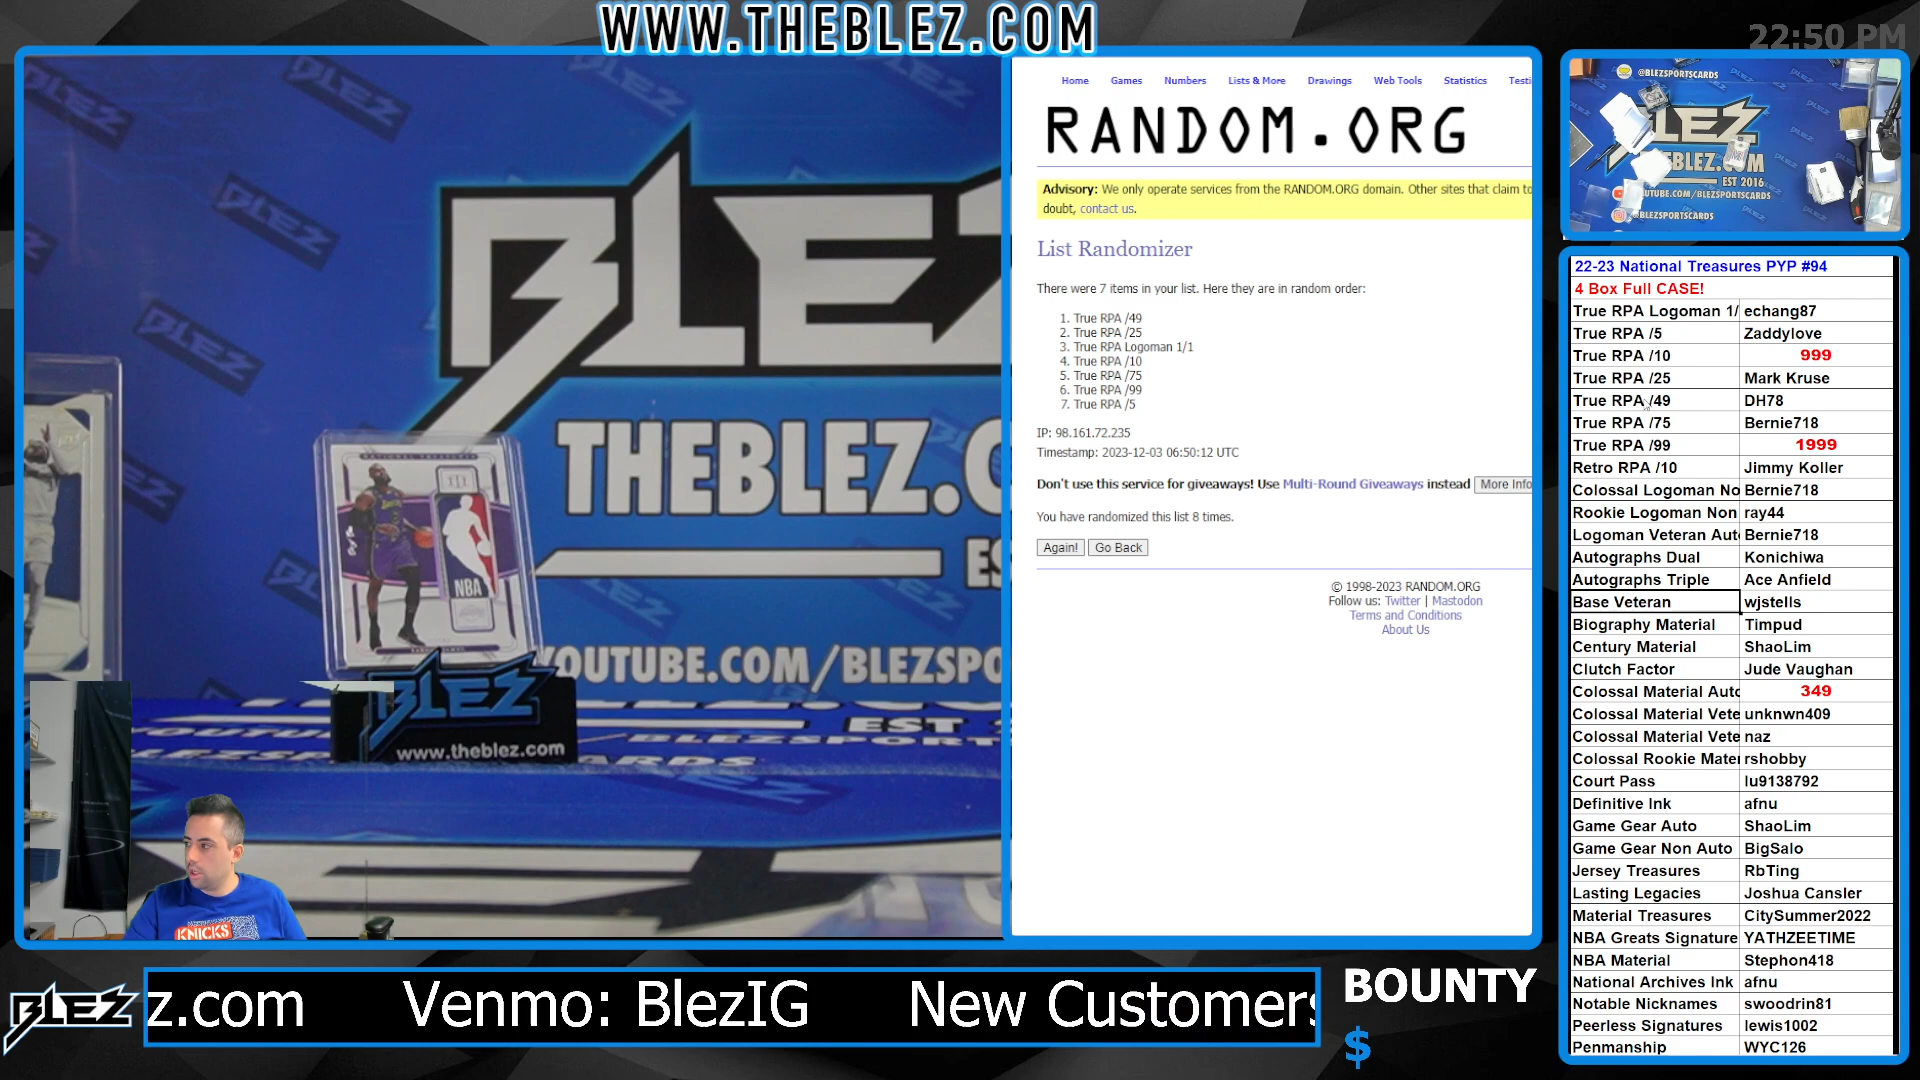 WWW.THEBLEZ.COM
22:50 PM
Home Games Numbers Lists & More Drawings Web Tools Statistics Testi
RANDOM.ORG
Advisory: We only operate services from the RANDOM.ORG domain. Other sites that claim to
doubt, contact us.
List Randomizer
There were 7 items in your list. Here they are in random order:
1. True RPA /49
2. True RPA /25
3. True RPA Logoman 1/1
4. True RPA /10
5. True RPA /75
6. True RPA /99
7. True RPA /5
IP: 98.161.72.235
Timestamp: 2023-12-03 06:50:12 UTC
Don't use this service for giveaways! Use Multi-Round Giveaways instead More Info
You have randomized this list 8 times.
Again! Go Back
© 1998-2023 RANDOM.ORG
Follow us: Twitter | Mastodon
Terms and Conditions
About Us
BLEZ
THEBLEZ.C
ES
YOUTUBE.COM/BLEZSPO
NBA
BLEZ
www.theblez.com
EST
KNICKS
@BLEZSPORTSCARDS
LEZ
BLEZ.COM
EST 2016
UTUBE.COM/BLEZSPORTSCARDS
@BLEZSPORTSCARDS
22-23 National Treasures PYP #94
4 Box Full CASE!
True RPA Logoman 1/ echang87
True RPA /5 Zaddylove
True RPA /10 999
True RPA /25 Mark Kruse
True RPA /49 DH78
True RPA /75 Bernie718
True RPA /99 1999
Retro RPA /10 Jimmy Koller
Colossal Logoman No Bernie718
Rookie Logoman Non ray44
Logoman Veteran Aut Bernie718
Autographs Dual Konichiwa
Autographs Triple Ace Anfield
Base Veteran wjstells
Biography Material Timpud
Century Material ShaoLim
Clutch Factor Jude Vaughan
Colossal Material Auto 349
Colossal Material Vete unknwn409
Colossal Material Vete naz
Colossal Rookie Mater rshobby
Court Pass lu9138792
Definitive Ink afnu
Game Gear Auto ShaoLim
Game Gear Non Auto BigSalo
Jersey Treasures RbTing
Lasting Legacies Joshua Cansler
Material Treasures CitySummer2022
NBA Greats Signature YATHZEETIME
NBA Material Stephon418
National Archives Ink afnu
Notable Nicknames swoodrin81
Peerless Signatures lewis1002
Penmanship WYC126
BLEZ
z.com Venmo: BlezIG New Customers
BOUNTY
$